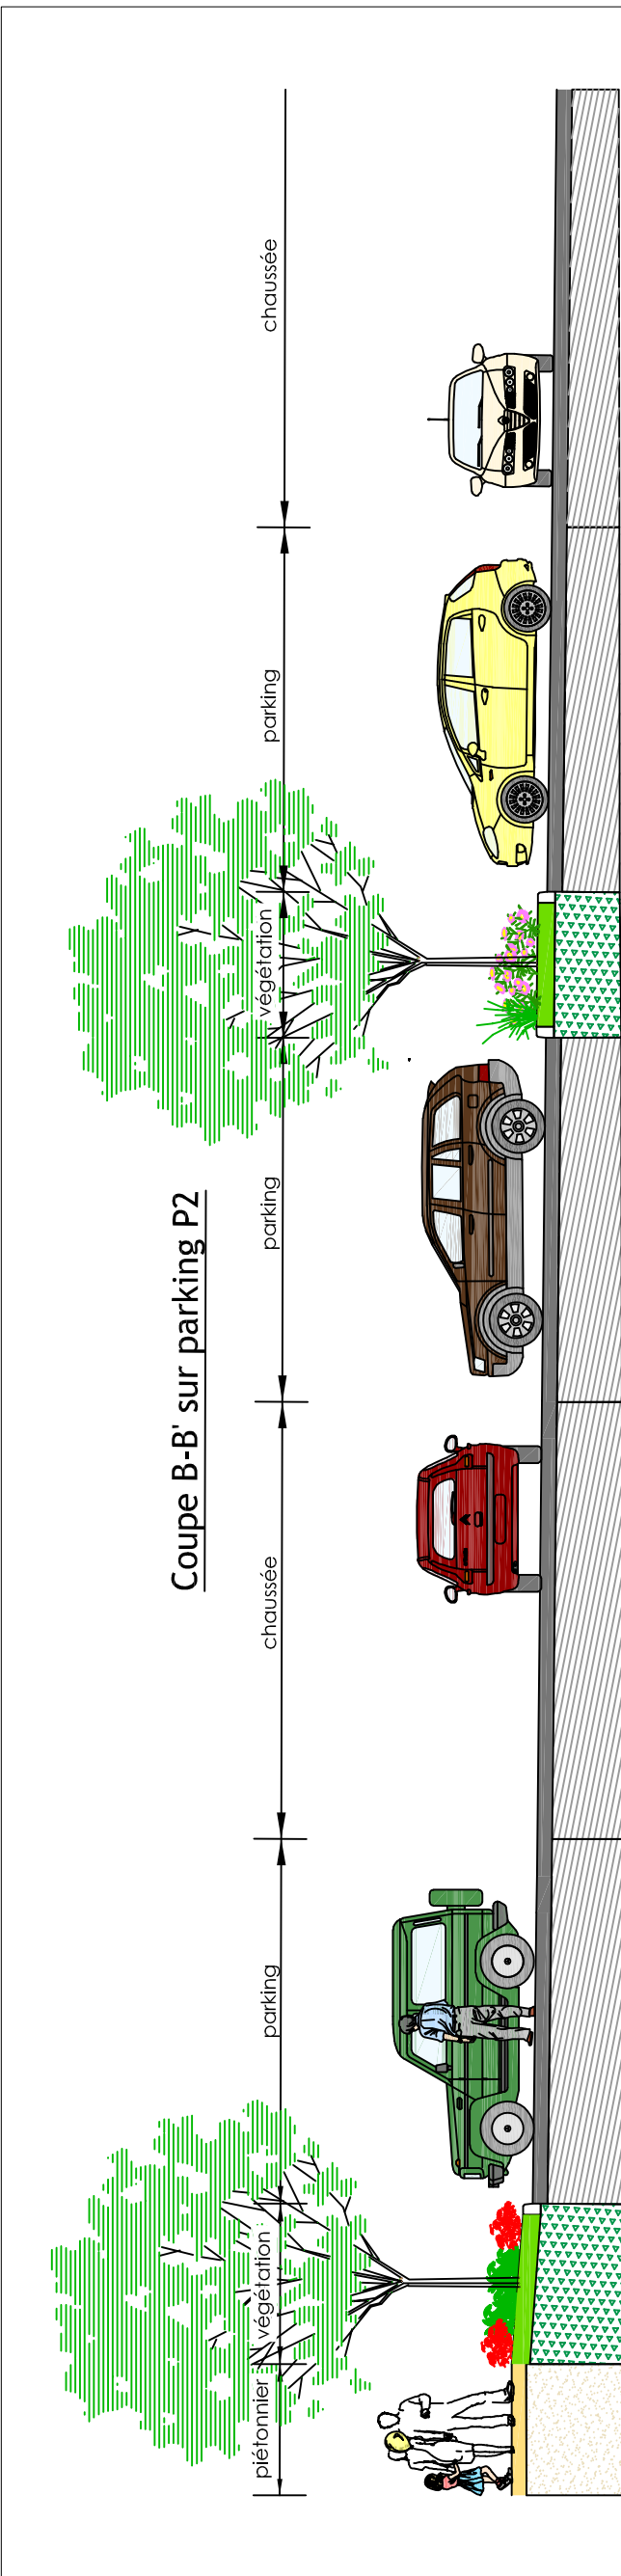 piétonnier
végétation
parking
chaussée
parking
végétation
parking
chaussée
Coupe B-B' sur parking P2